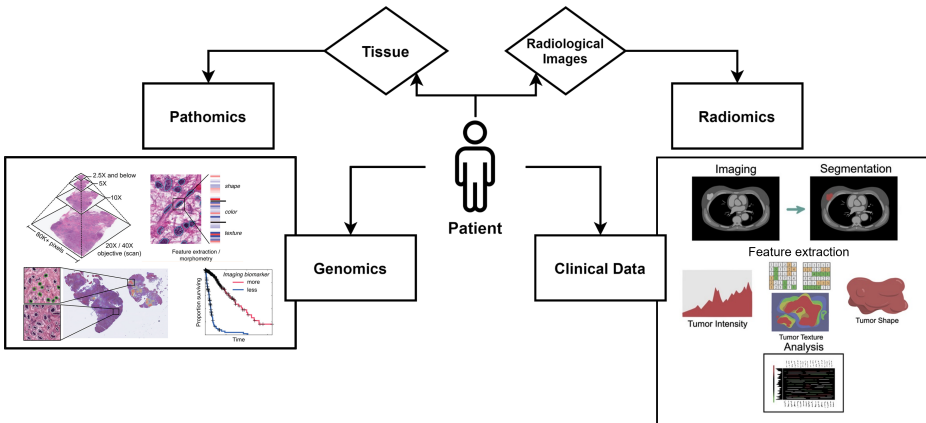 Tissue
Radiological
Images
Pathomics
Radiomics
Patient
Genomics
Clinical Data
2.5X and below
5X
10X
80K+ pixels
20X / 40X
objective (scan)
shape
color
texture
Feature extraction /
morphometry
Imaging biomarker
more
less
Proportion surviving
Time
Imaging
Segmentation
Feature extraction
Tumor Intensity
Tumor Texture
Tumor Shape
Analysis